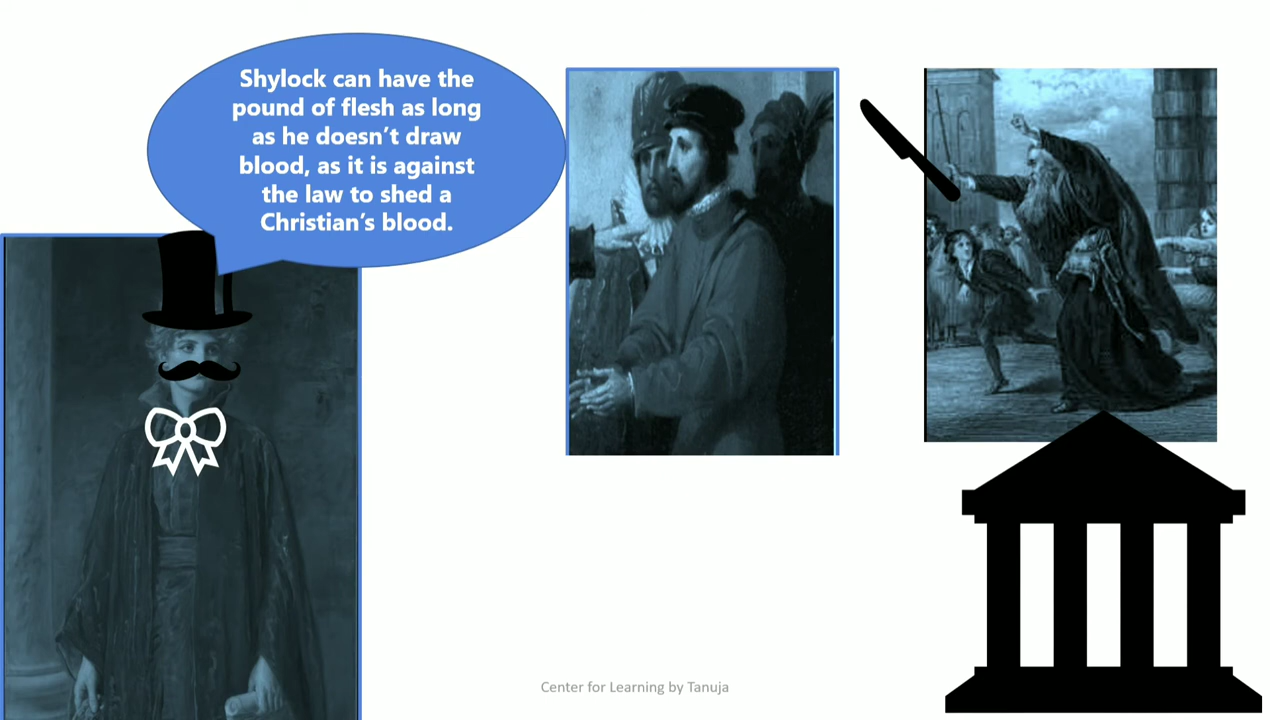 Shylock can have the
pound of flesh as long
as he doesn’t draw
blood, as it is against
the law to shed a
Christian’s blood.
Center for Learning by Tanuja